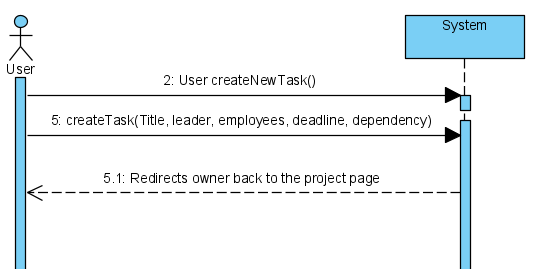 System
User
2: User createNewTask()
5: createTask(Title, leader, employees, deadline, dependency)
5.1: Redirects owner back to the project page